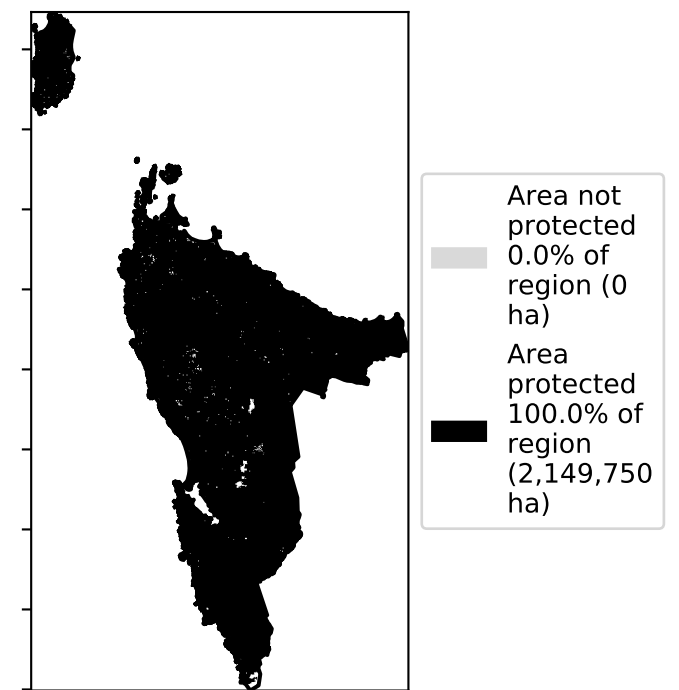 Area not
protected
0.0% of
region (0
ha)
Area
protected
100.0% of
region
(2,149,750
ha)